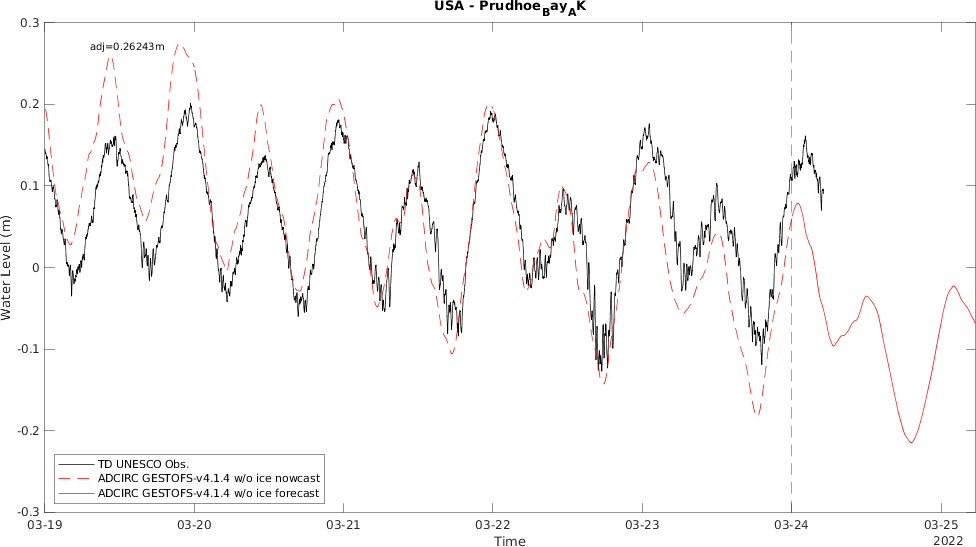 USA - Prudhoe_Bay_AK
0.3
adj=0.26243m
0.2
0.1
0
-0.1
-0.2
-0.3
Water Level (m)
TD UNESCO Obs.
ADCIRC GESTOFS-v4.1.4 w/o ice nowcast
ADCIRC GESTOFS-v4.1.4 w/o ice forecast
03-19 03-20 03-21 03-22 03-23 03-24 03-25
Time 2022